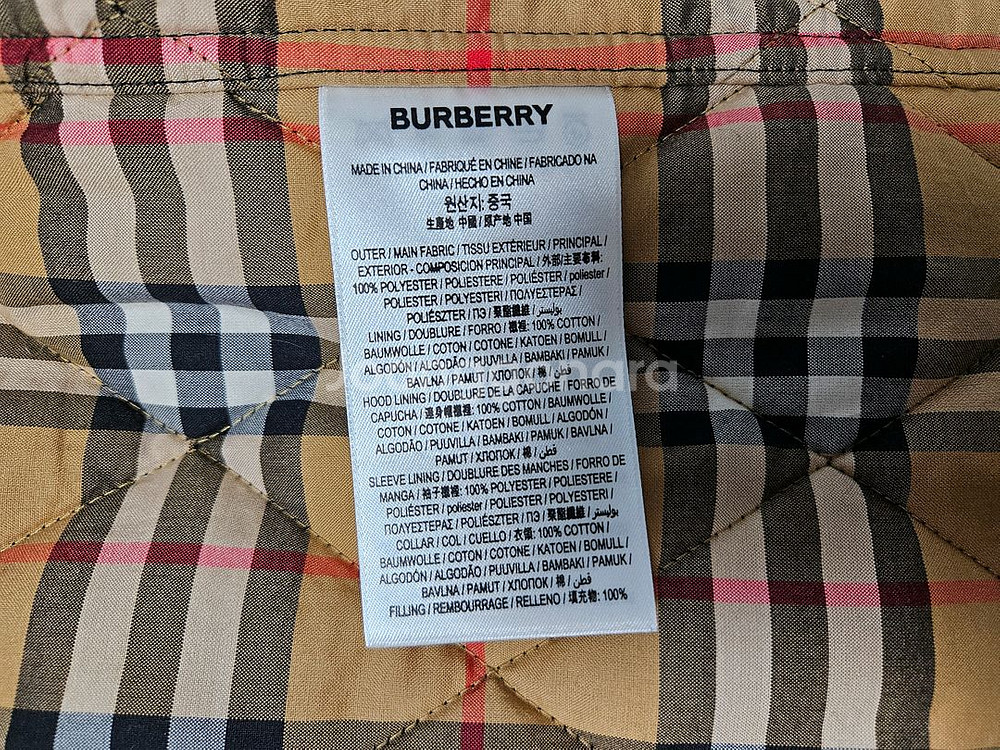 BURBERRY
MADE IN CHINA / FABRIQUÉ EN CHINE / FABRICADO NA
CHINA / HECHO EN CHINA
원산지: 중국
生產地 中國 / 原产地 中国
OUTER / MAIN FABRIC / TISSU EXTÉRIEUR / PRINCIPAL /
EXTERIOR - COMPOSICION PRINCIPAL / 外部/主要布料:
100% POLYESTER / POLIESTERE / POLIÉSTER / poliester /
POLIESTER / POLYESTERI / ΠΟΛΥΕΣΤΕΡΑΣ /
POLIÉSZTER / ПЭ / 聚酯纖維 / بوليستر /
LINING / DOUBLURE / FORRO / 襯裡: 100% COTTON /
BAUMWOLLE / COTON / COTONE / KATOEN / BOMULL /
ALGODÓN / ALGODÃO / PUUVILLA / BAMBAKI / PAMUK /
BAVLNA / PAMUT / ХЛОПОК / 棉 / قطن /
HOOD LINING / DOUBLURE DE LA CAPUCHE / FORRO DE
CAPUCHA / 連身帽襯裡: 100% COTTON / BAUMWOLLE /
COTON / COTONE / KATOEN / BOMULL / ALGODÓN /
ALGODÃO / PUUVILLA / BAMBAKI / PAMUK / BAVLNA /
PAMUT / ХЛОПОК / 棉 / قطن /
SLEEVE LINING / DOUBLURE DES MANCHES / FORRO DE
MANGA / 袖子襯裡: 100% POLYESTER / POLIESTERE /
POLIÉSTER / poliester / POLIESTER / POLYESTERI /
ΠΟΛΥΕΣΤΕΡΑΣ / POLIÉSZTER / ПЭ / 聚酯纖維 / بوليستر /
COLLAR / COL / CUELLO / 衣領: 100% COTTON /
BAUMWOLLE / COTON / COTONE / KATOEN / BOMULL /
ALGODÓN / ALGODÃO / PUUVILLA / BAMBAKI / PAMUK /
BAVLNA / PAMUT / ХЛОПОК / 棉 / قطن /
FILLING / REMBOURRAGE / RELLENO / 填充物: 100%